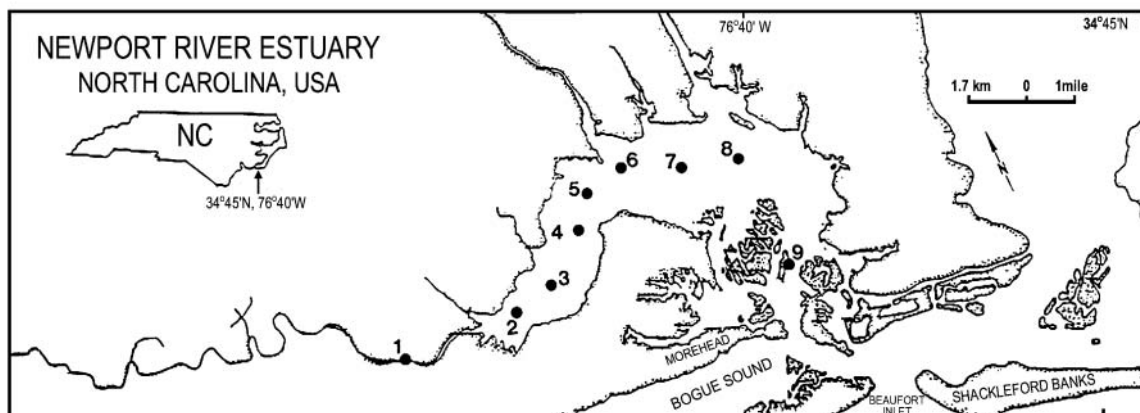 76°40' W
34°45'N
NEWPORT RIVER ESTUARY
NORTH CAROLINA, USA
1.7 km 0 1mile
NC
34°45'N, 76°40'W
N
8
7
6
5
4
9
3
2
1
MOREHEAD
BOGUE SOUND
SHACKLEFORD BANKS
BEAUFORT
INLET